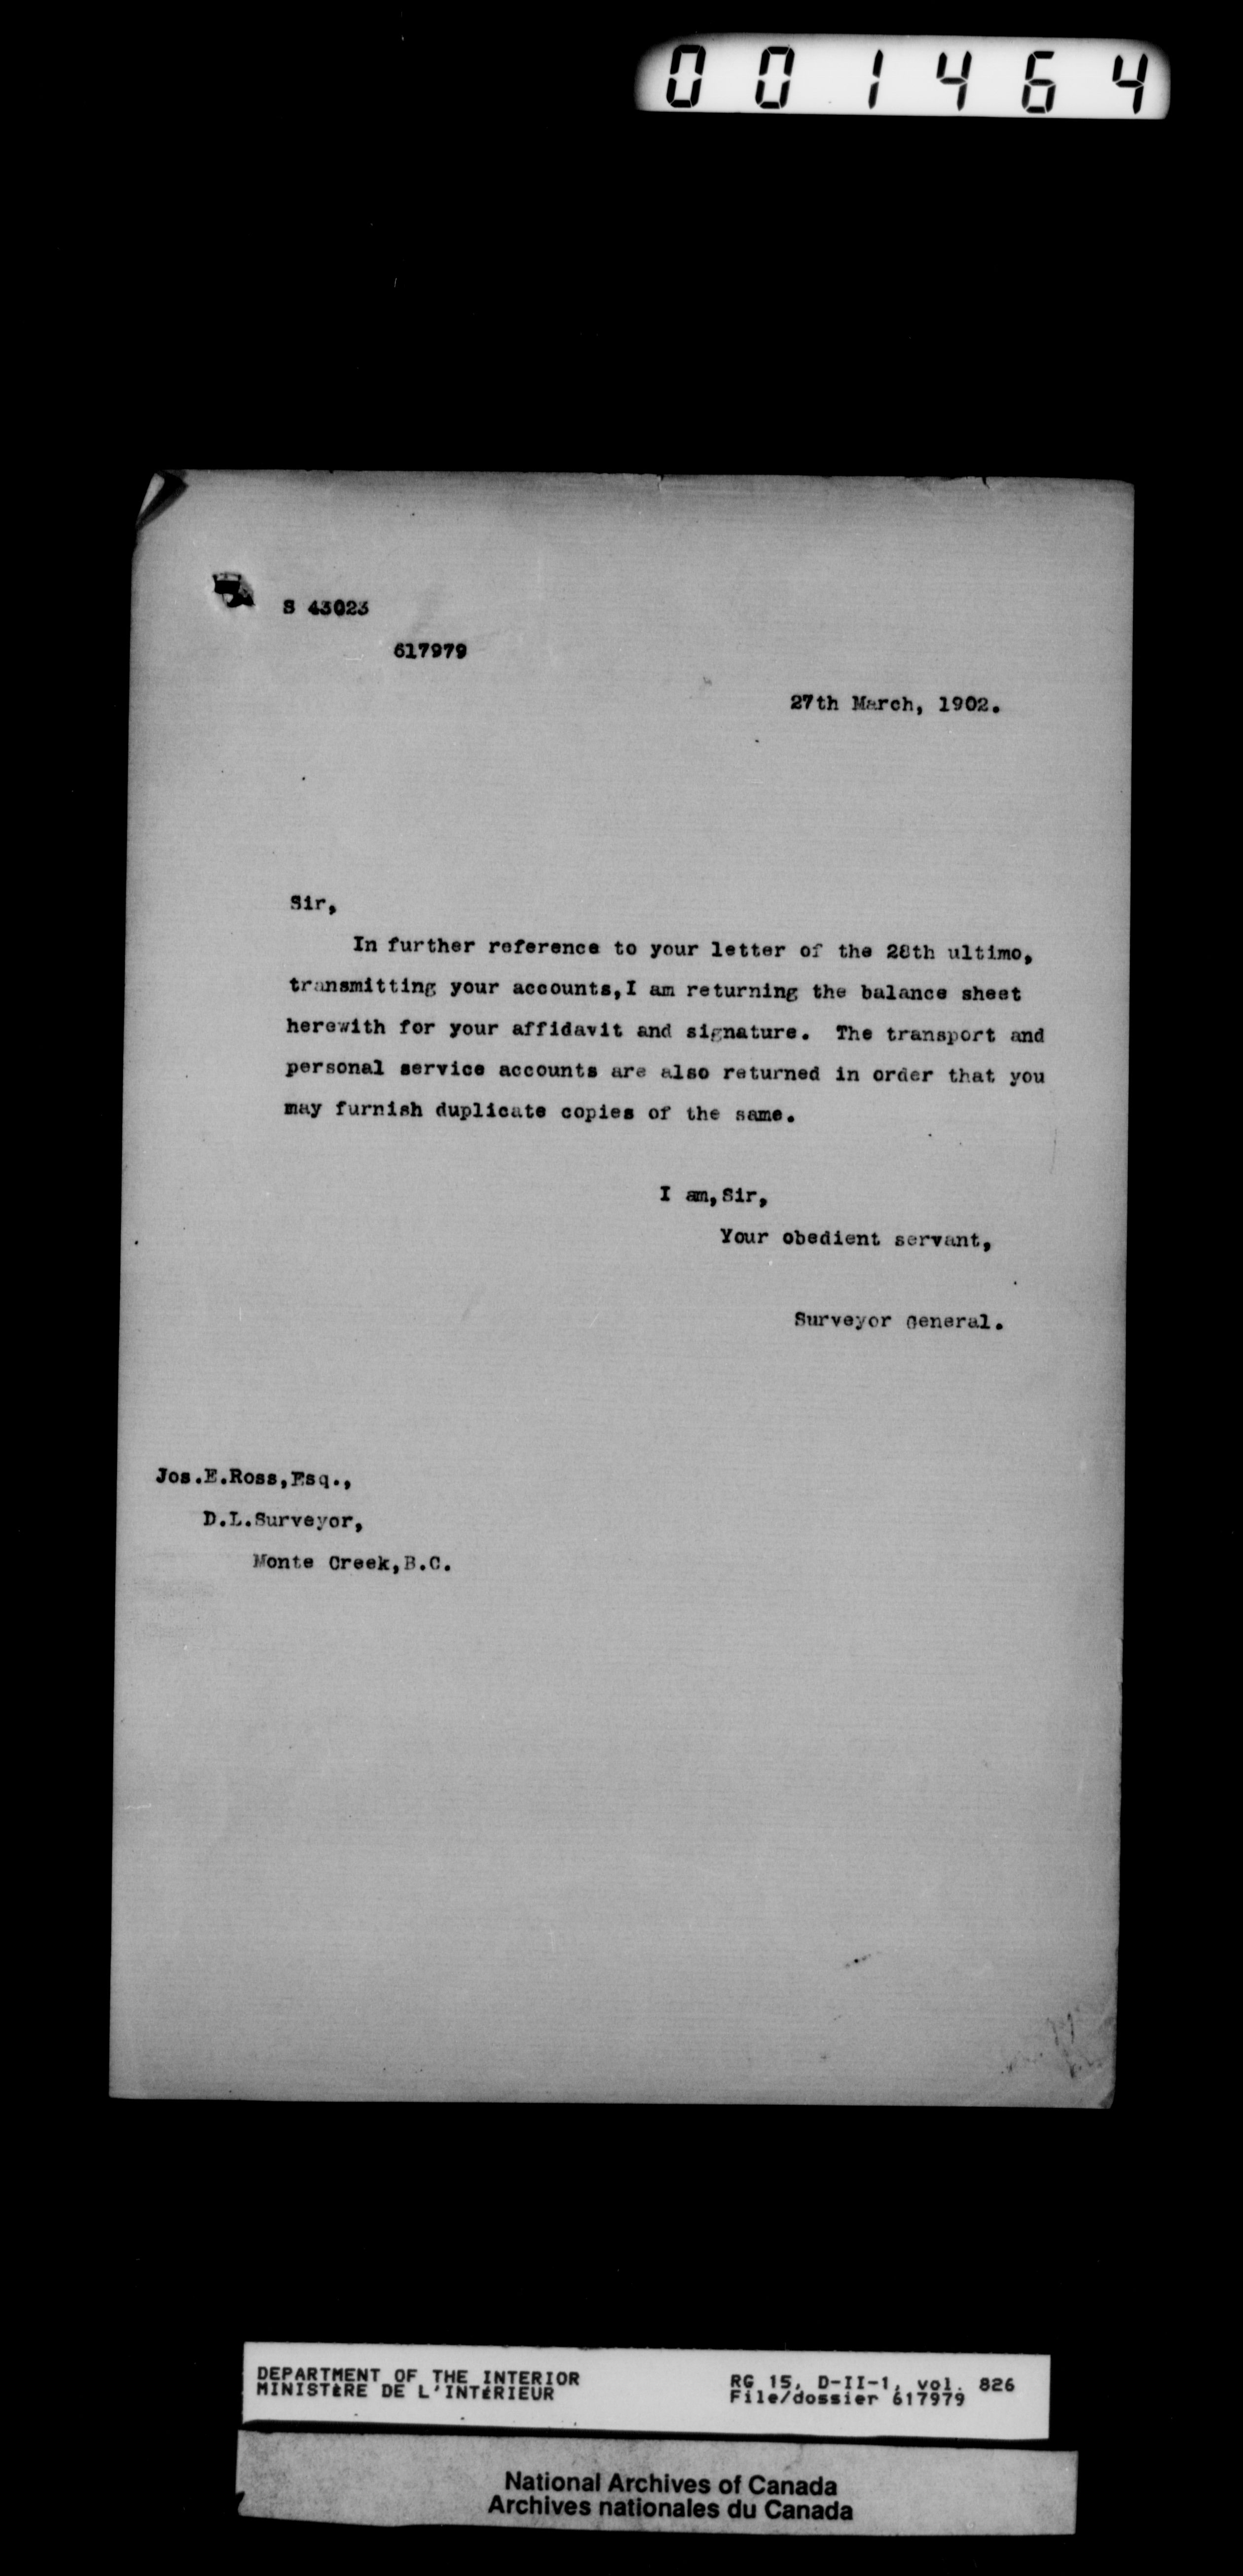 001464
S 43023
617979
27th March, 1902.
Sir,
In further reference to your letter of the 28th ultimo,
transmitting your accounts,I am returning the balance sheet
herewith for your affidavit and signature. The transport and
personal service accounts are also returned in order that you
may furnish duplicate copies of the same.
I am,Sir,
Your obedient servant,
Surveyor General.
Jos.E.Ross,Esq.,
D.L.Surveyor,
Monte Creek,B.C.
DEPARTMENT OF THE INTERIOR
MINISTÈRE DE L'INTÉRIEUR
RG 15, D-II-1, vol. 826
File/dossier 617979
National Archives of Canada
Archives nationales du Canada